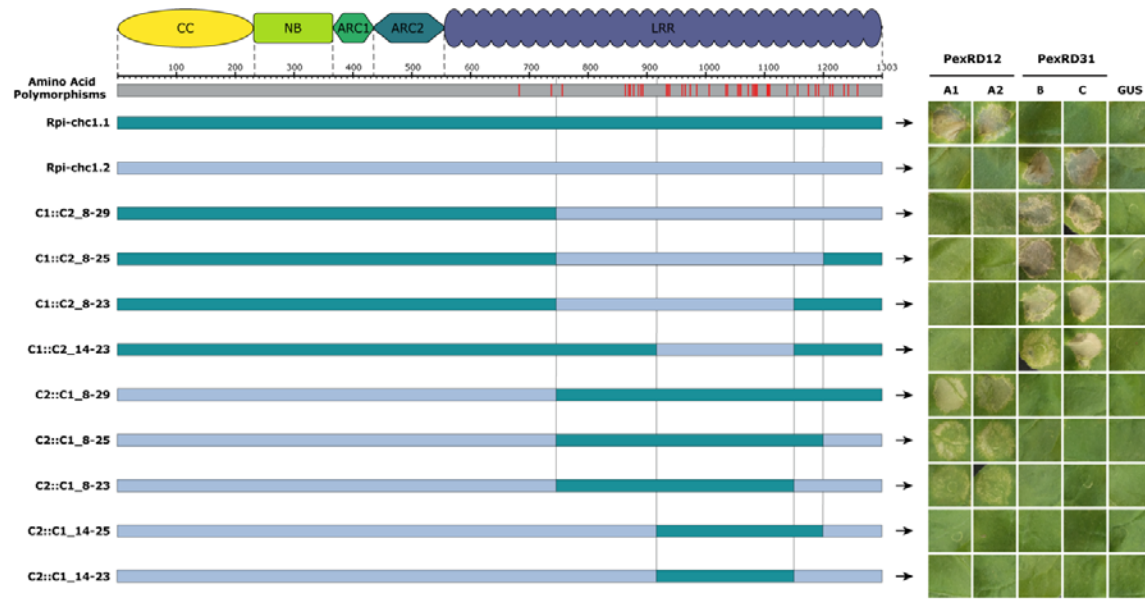 CC NB ARC1 ARC2 LRR
100 200 300 400 500 600 700 800 900 1000 1100 1200 1303
PexRD12 PexRD31
Amino Acid
Polymorphisms
A1 A2 B C GUS
Rpi-chc1.1
Rpi-chc1.2
C1::C2_8-29
C1::C2_8-25
C1::C2_8-23
C1::C2_14-23
C2::C1_8-29
C2::C1_8-25
C2::C1_8-23
C2::C1_14-25
C2::C1_14-23